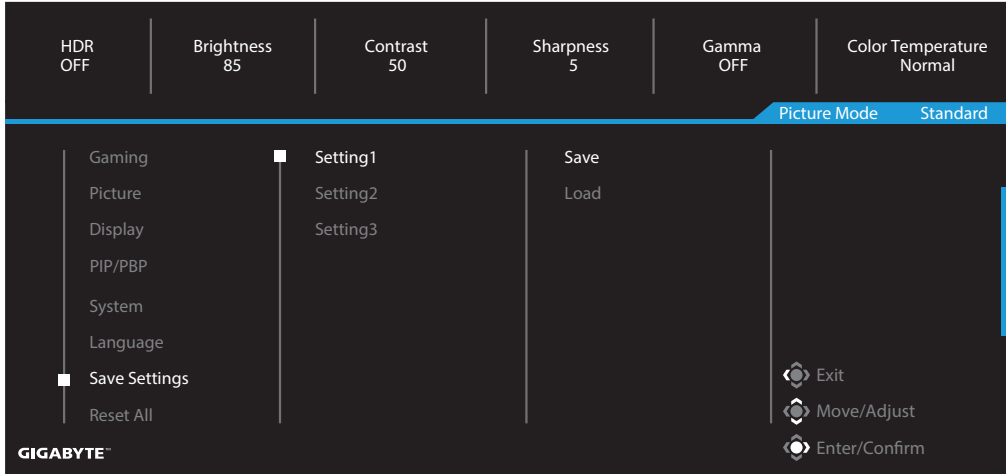 HDR
OFF
Brightness
85
Contrast
50
Sharpness
5
Gamma
OFF
Color Temperature
Normal
Picture Mode Standard
Gaming
Picture
Display
PIP/PBP
System
Language
Save Settings
Reset All
Setting1
Setting2
Setting3
Save
Load
Exit
Move/Adjust
Enter/Confirm
GIGABYTE™